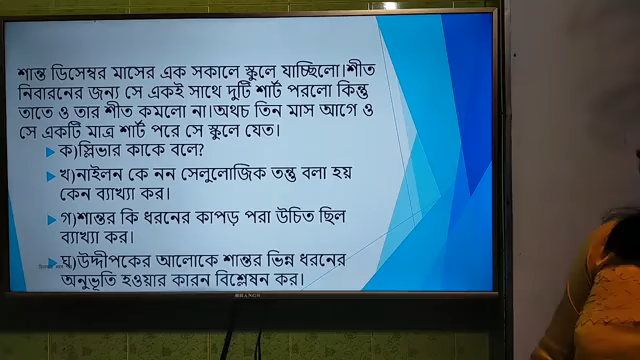 শান্ত ডিসেম্বর মাসের এক সকালে স্কুলে যাচ্ছিলো।শীত
নিবারনের জন্য সে একই সাথে দুটি শার্ট পরলো কিন্তু
তাতে ও তার শীত কমলো না।অথচ তিন মাস আগে ও
সে একটি মাত্র শার্ট পরে সে স্কুলে যেত।
ক)স্লিভার কাকে বলে?
খ)নাইলন কে নন সেলুলোজিক তন্তু বলা হয়
কেন ব্যাখ্যা কর।
গ)শান্তর কি ধরনের কাপড় পরা উচিত ছিল
ব্যাখ্যা কর।
ঘ)উদ্দীপকের আলোকে শান্তর ভিন্ন ধরনের
অনুভূতি হওয়ার কারন বিশ্লেষন কর।